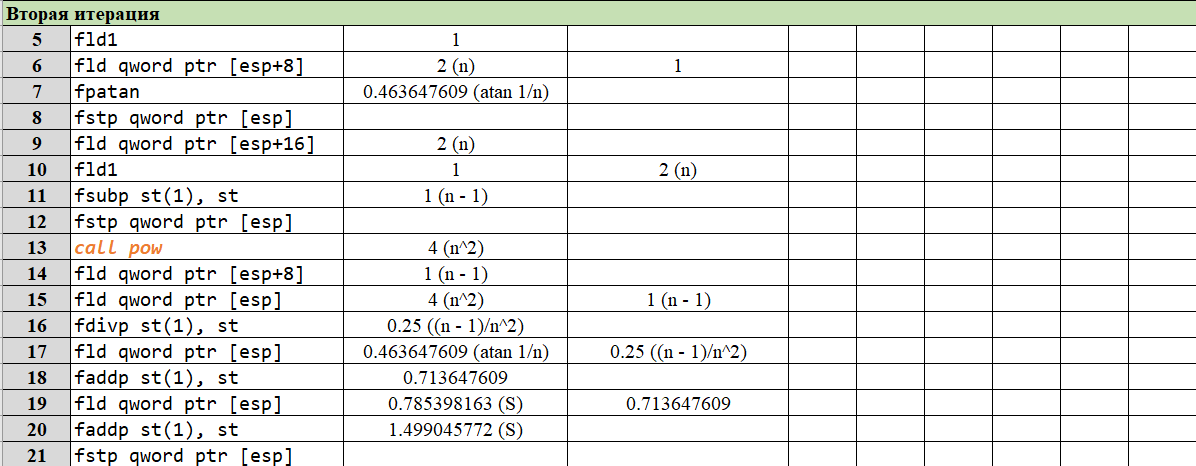 Вторая итерация
5 fld1 1
6 fld qword ptr [esp+8] 2 (n) 1
7 fpatan 0.463647609 (atan 1/n)
8 fstp qword ptr [esp]
9 fld qword ptr [esp+16] 2 (n)
10 fld1 1 2 (n)
11 fsubp st(1), st 1 (n - 1)
12 fstp qword ptr [esp]
13 call pow 4 (n^2)
14 fld qword ptr [esp+8] 1 (n - 1)
15 fld qword ptr [esp] 4 (n^2) 1 (n - 1)
16 fdivp st(1), st 0.25 ((n - 1)/n^2)
17 fld qword ptr [esp] 0.463647609 (atan 1/n) 0.25 ((n - 1)/n^2)
18 faddp st(1), st 0.713647609
19 fld qword ptr [esp] 0.785398163 (S) 0.713647609
20 faddp st(1), st 1.499045772 (S)
21 fstp qword ptr [esp]